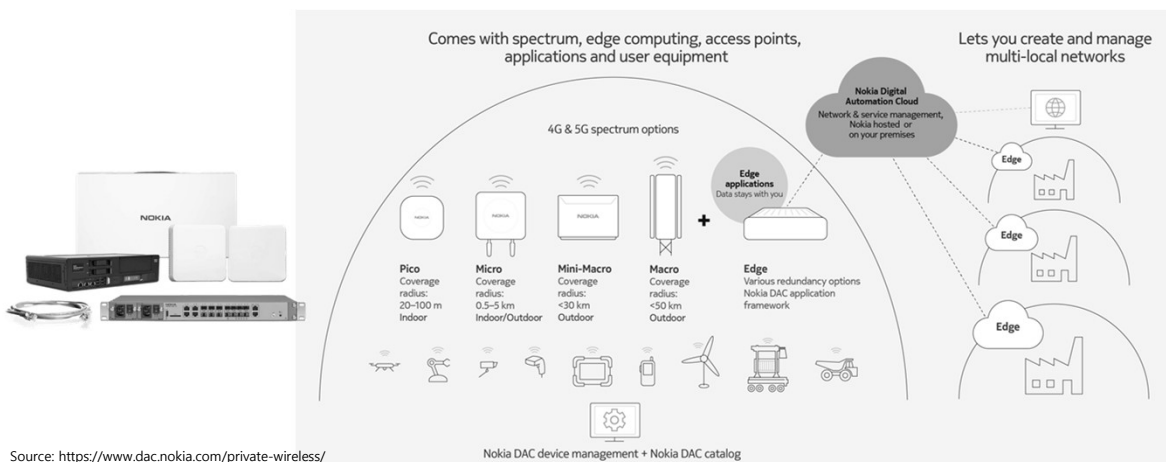 Comes with spectrum, edge computing, access points,
applications and user equipment
Lets you create and manage
multi-local networks
Nokia Digital
Automation Cloud
Network & service management,
Nokia hosted or
on your premises
4G & 5G spectrum options
Edge
applications
Data stays with you
Edge
Edge
Edge
NOKIA
NOKIA
NOKIA
NOKIA
+
Pico
Coverage
radius:
20–100 m
Indoor
Micro
Coverage
radius:
0.5–5 km
Indoor/Outdoor
Mini-Macro
Coverage
radius:
<30 km
Outdoor
Macro
Coverage
radius:
<50 km
Outdoor
Edge
Various redundancy options
Nokia DAC application
framework
Nokia DAC device management + Nokia DAC catalog
Source: https://www.dac.nokia.com/private-wireless/